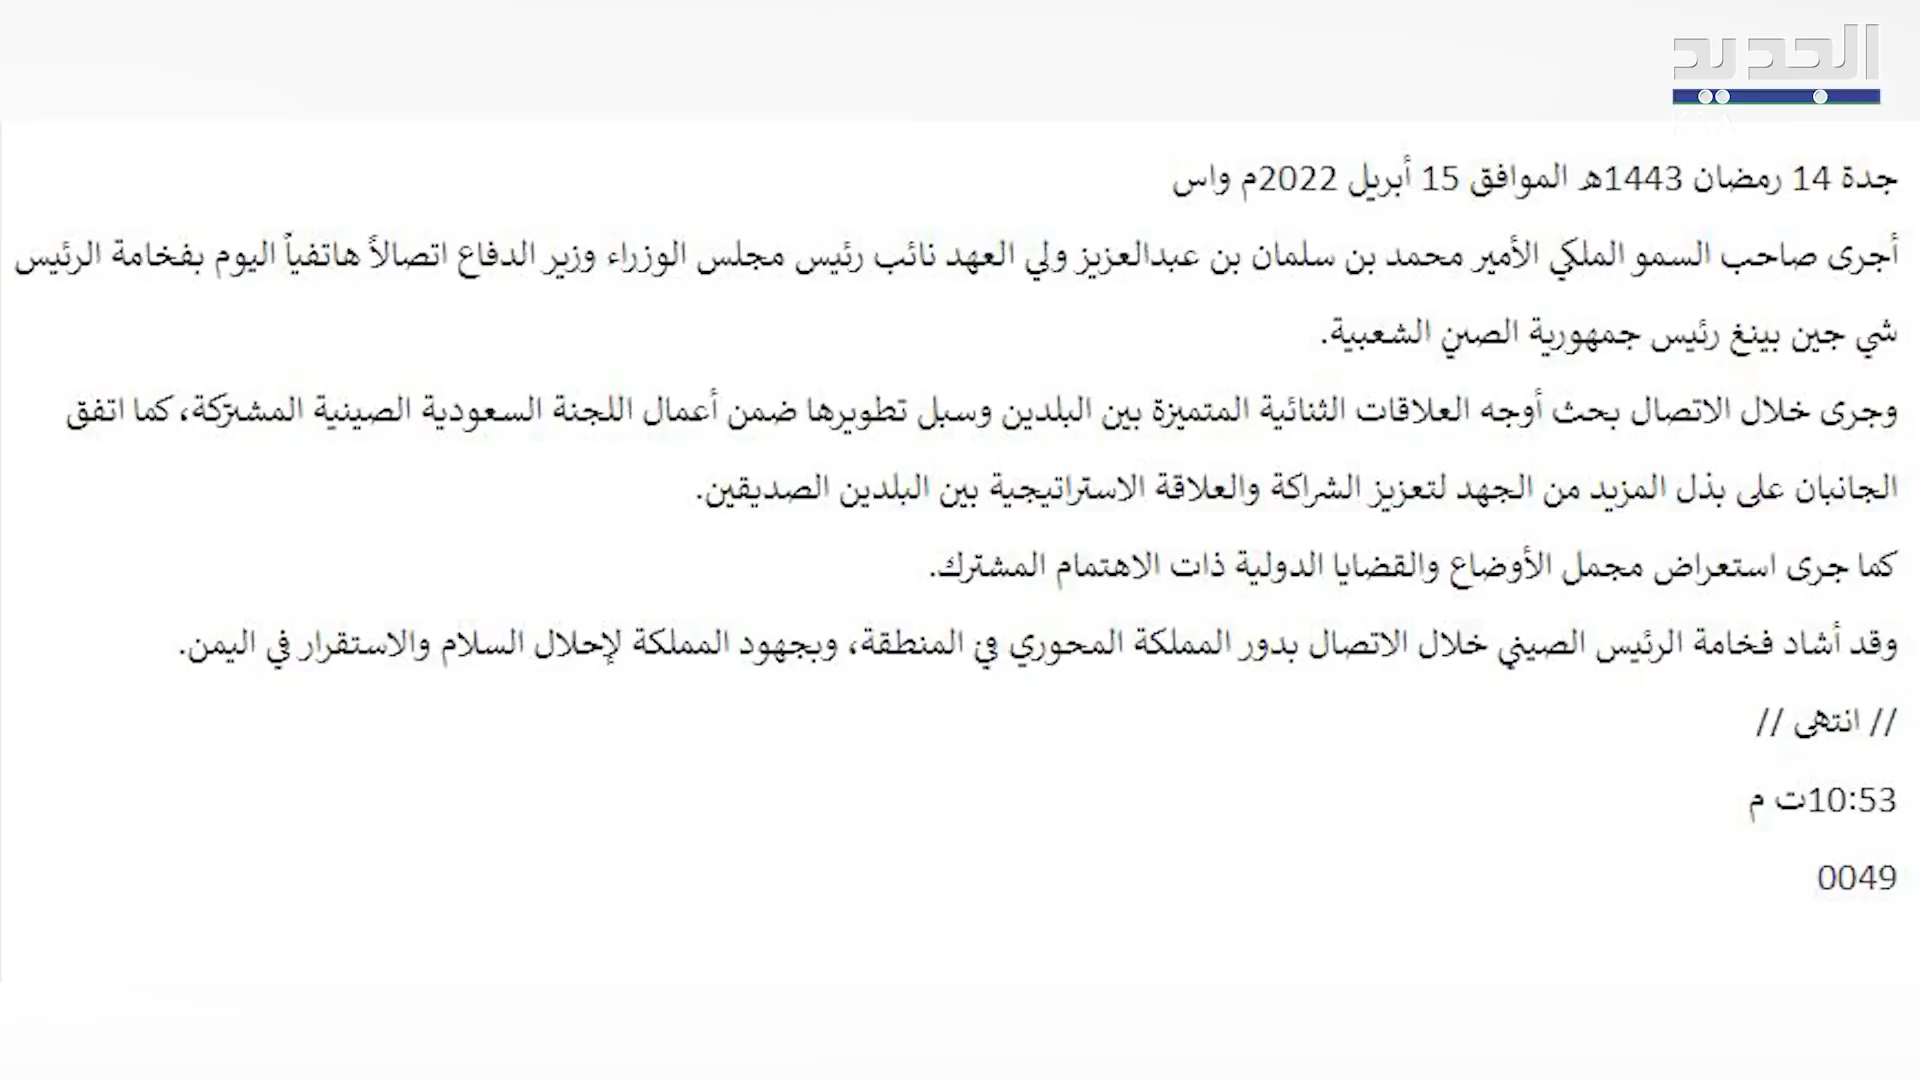 الجديد
جدة 14 رمضان 1443هـ الموافق 15 أبريل 2022م واس
أجرى صاحب السمو الملكي الأمير محمد بن سلمان بن عبدالعزيز ولي العهد نائب رئيس مجلس الوزراء وزير الدفاع اتصالاً هاتفياً اليوم بفخامة الرئيس
شي جين بينغ رئيس جمهورية الصين الشعبية.
وجرى خلال الاتصال بحث أوجه العلاقات الثنائية المتميزة بين البلدين وسبل تطويرها ضمن أعمال اللجنة السعودية الصينية المشتركة، كما اتفق
الجانبان على بذل المزيد من الجهد لتعزيز الشراكة والعلاقة الاستراتيجية بين البلدين الصديقين.
كما جرى استعراض مجمل الأوضاع والقضايا الدولية ذات الاهتمام المشترك.
وقد أشاد فخامة الرئيس الصيني خلال الاتصال بدور المملكة المحوري في المنطقة، وبجهود المملكة لإحلال السلام والاستقرار في اليمن.
// انتهى //
10:53ت م
0049